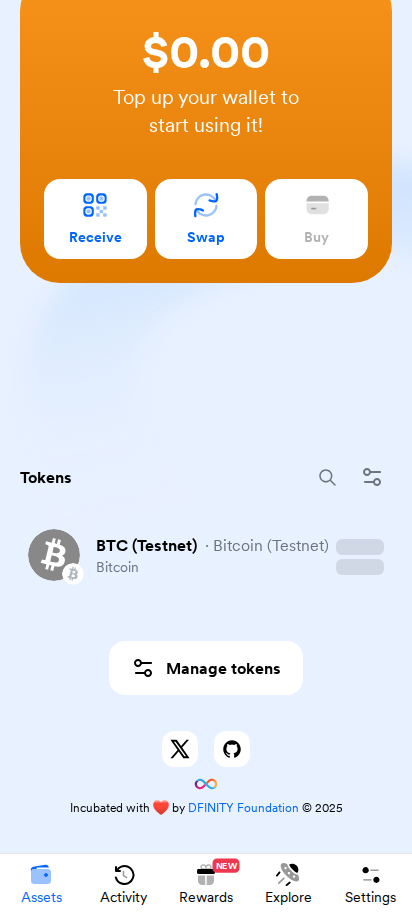 $0.00
Top up your wallet to
start using it!
Receive
Swap
Buy
Tokens
BTC (Testnet) · Bitcoin (Testnet)
Bitcoin
Manage tokens
Incubated with ❤️ by DFINITY Foundation © 2025
NEW
Assets
Activity
Rewards
Explore
Settings